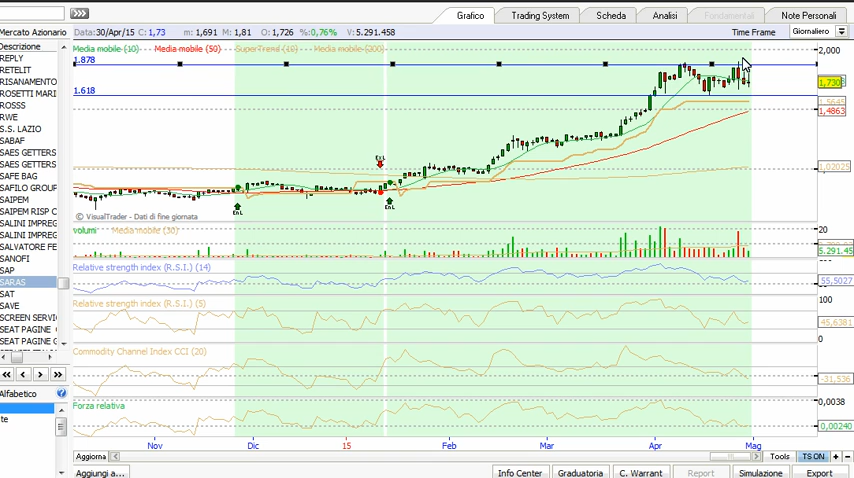 Grafico
Trading System
Scheda
Analisi
Fondamentali
Note Personali
Mercato Azionario
Data:30/Apr/15 C: 1,73 m: 1,691 M: 1,81 O: 1,726 %:0,76% V: 5.291.458
Time Frame
Giornaliero
Descrizione
REPLY
RETELIT
RISANAMENTO
ROSETTI MARI
ROSSS
RWE
S.S. LAZIO
SABAF
SAES GETTERS
SAES GETTERS
SAFE BAG
SAFILO GROUP
SAIPEM
SAIPEM RISP C
SALINI IMPREG
SALINI IMPREG
SALVATORE FE
SANOFI
SAP
SARAS
SAT
SAVE
SCREEN SERVIC
SEAT PAGINE
SEAT PAGINE G
Alfabetico
Media mobile (10)
Media mobile (50)
SuperTrend (10)
Media mobile (200)
1.878
1.618
2,000
1,730
1,5645
1,4863
1,02025
Exl
EnL
EnL
© VisualTrader - Dati di fine giornata
volumi
Media mobile (30)
20
5.291.45
Relative strength index (R.S.I.) (14)
55,5027
Relative strength index (R.S.I.) (5)
100
45,6381
0
Commodity Channel Index CCI (20)
-31,536
Forza relativa
0,0038
0,00240
Nov
Dic
15
Feb
Mar
Apr
Mag
Aggiorna
Tools
TS ON
Aggiungi a...
Info Center
Graduatoria
C. Warrant
Report
Simulazione
Export